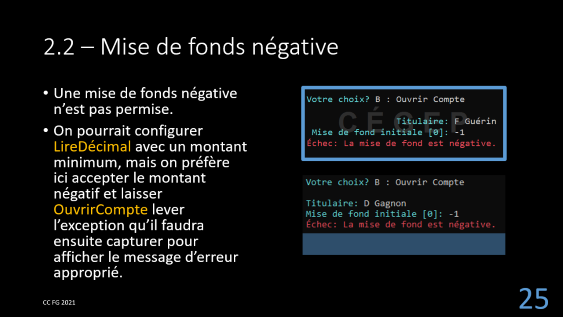 2.2 – Mise de fonds négative
• Une mise de fonds négative
n'est pas permise.
• On pourrait configurer
LireDécimal avec un montant
minimum, mais on préfère
ici accepter le montant
négatif et laisser
OuvrirCompte lever
l'exception qu'il faudra
ensuite capturer pour
afficher le message d'erreur
approprié.
Votre choix? B : Ouvrir Compte
CÉGEP
Titulaire: F Guérin
Mise de fond initiale [0]: -1
Échec: La mise de fond est négative.
Votre choix? B : Ouvrir Compte
Titulaire: D Gagnon
Mise de fond initiale [0]: -1
Échec: La mise de fond est négative.
CC FG 2021
25